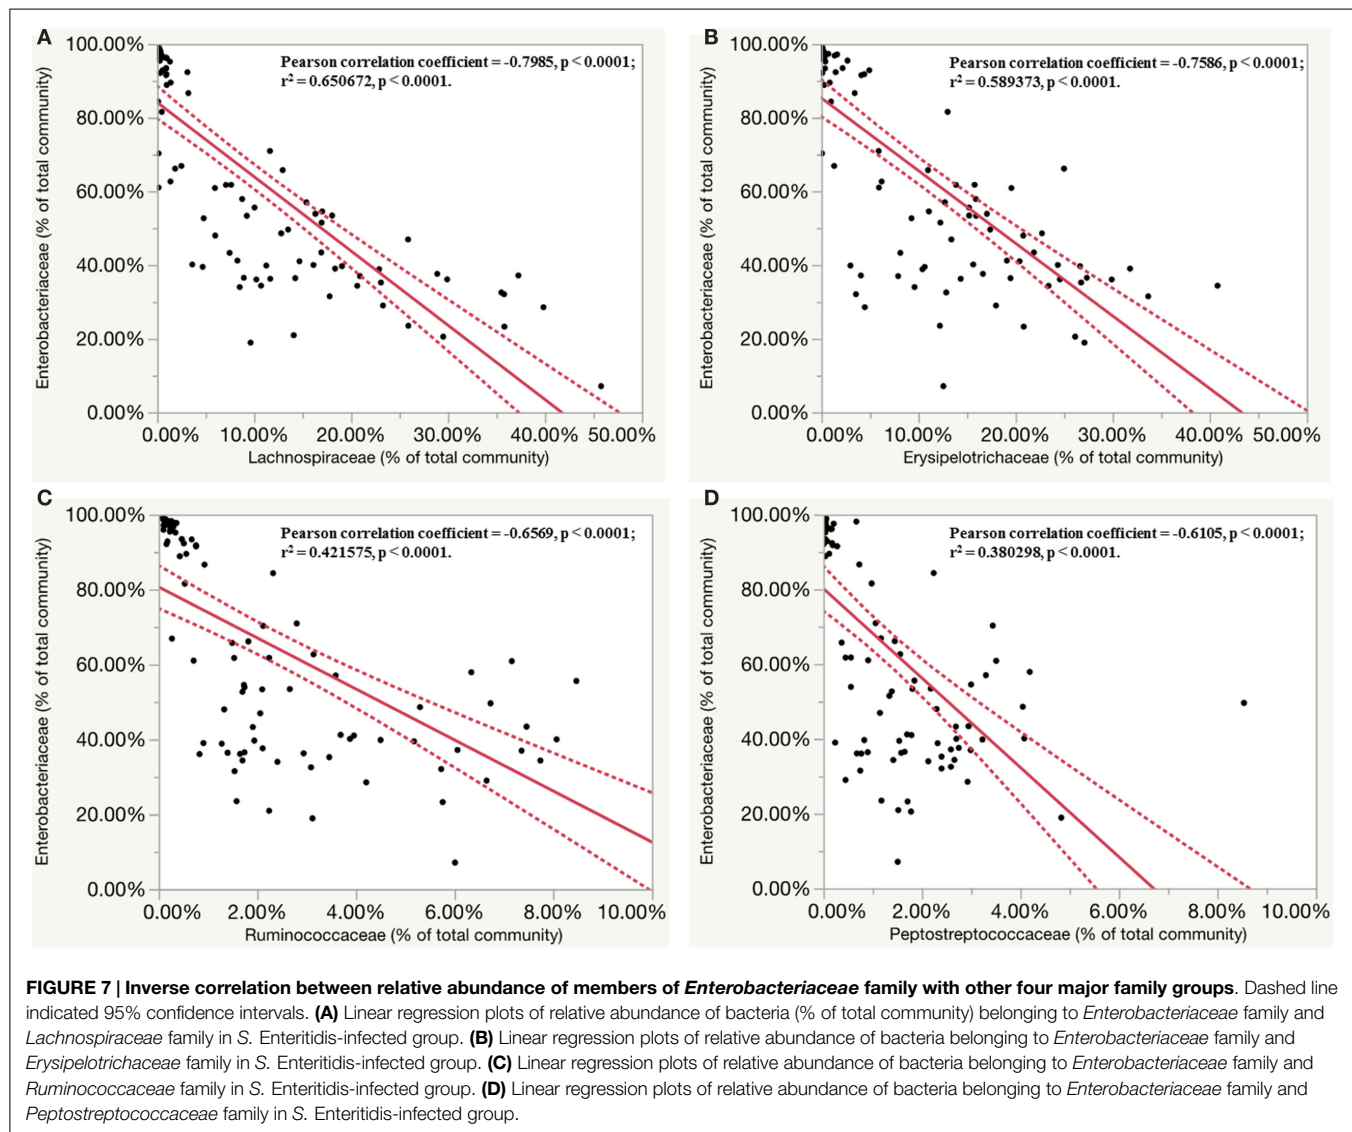 A
Pearson correlation coefficient = -0.7985, p < 0.0001;
r² = 0.650672, p < 0.0001.
Enterobacteriaceae (% of total community)
100.00%
80.00%
60.00%
40.00%
20.00%
0.00%
0.00% 10.00% 20.00% 30.00% 40.00% 50.00%
Lachnospiraceae (% of total community)
B
Pearson correlation coefficient = -0.7586, p < 0.0001;
r² = 0.589373, p < 0.0001.
Enterobacteriaceae (% of total community)
100.00%
80.00%
60.00%
40.00%
20.00%
0.00%
0.00% 10.00% 20.00% 30.00% 40.00% 50.00%
Erysipelotrichaceae (% of total community)
C
Pearson correlation coefficient = -0.6569, p < 0.0001;
r² = 0.421575, p < 0.0001.
Enterobacteriaceae (% of total community)
100.00%
80.00%
60.00%
40.00%
20.00%
0.00%
0.00% 2.00% 4.00% 6.00% 8.00% 10.00%
Ruminococcaceae (% of total community)
D
Pearson correlation coefficient = -0.6105, p < 0.0001;
r² = 0.380298, p < 0.0001.
Enterobacteriaceae (% of total community)
100.00%
80.00%
60.00%
40.00%
20.00%
0.00%
0.00% 2.00% 4.00% 6.00% 8.00% 10.00%
Peptostreptococcaceae (% of total community)
FIGURE 7 | Inverse correlation between relative abundance of members of Enterobacteriaceae family with other four major family groups. Dashed line
indicated 95% confidence intervals. (A) Linear regression plots of relative abundance of bacteria (% of total community) belonging to Enterobacteriaceae family and
Lachnospiraceae family in S. Enteritidis-infected group. (B) Linear regression plots of relative abundance of bacteria belonging to Enterobacteriaceae family and
Erysipelotrichaceae family in S. Enteritidis-infected group. (C) Linear regression plots of relative abundance of bacteria belonging to Enterobacteriaceae family and
Ruminococcaceae family in S. Enteritidis-infected group. (D) Linear regression plots of relative abundance of bacteria belonging to Enterobacteriaceae family and
Peptostreptococcaceae family in S. Enteritidis-infected group.